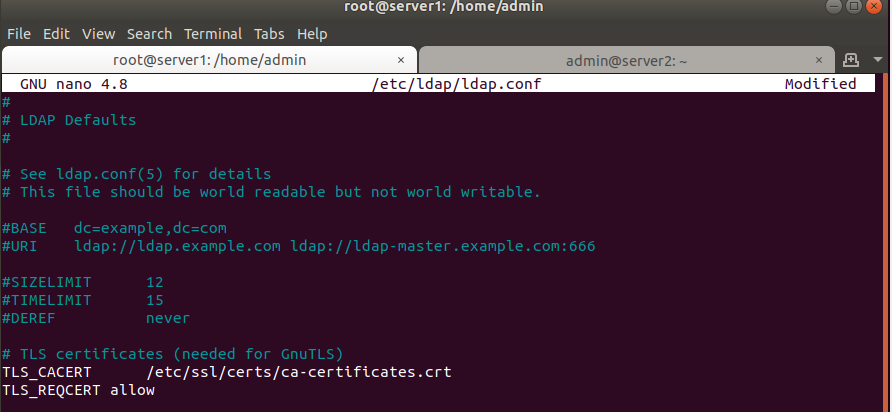 root@server1: /home/admin
File Edit View Search Terminal Tabs Help
root@server1: /home/admin × admin@server2: ~ ×
GNU nano 4.8 /etc/ldap/ldap.conf Modified
#
# LDAP Defaults
#
# See ldap.conf(5) for details
# This file should be world readable but not world writable.
#BASE dc=example,dc=com
#URI ldap://ldap.example.com ldap://ldap-master.example.com:666
#SIZELIMIT 12
#TIMELIMIT 15
#DEREF never
# TLS certificates (needed for GnuTLS)
TLS_CACERT /etc/ssl/certs/ca-certificates.crt
TLS_REQCERT allow